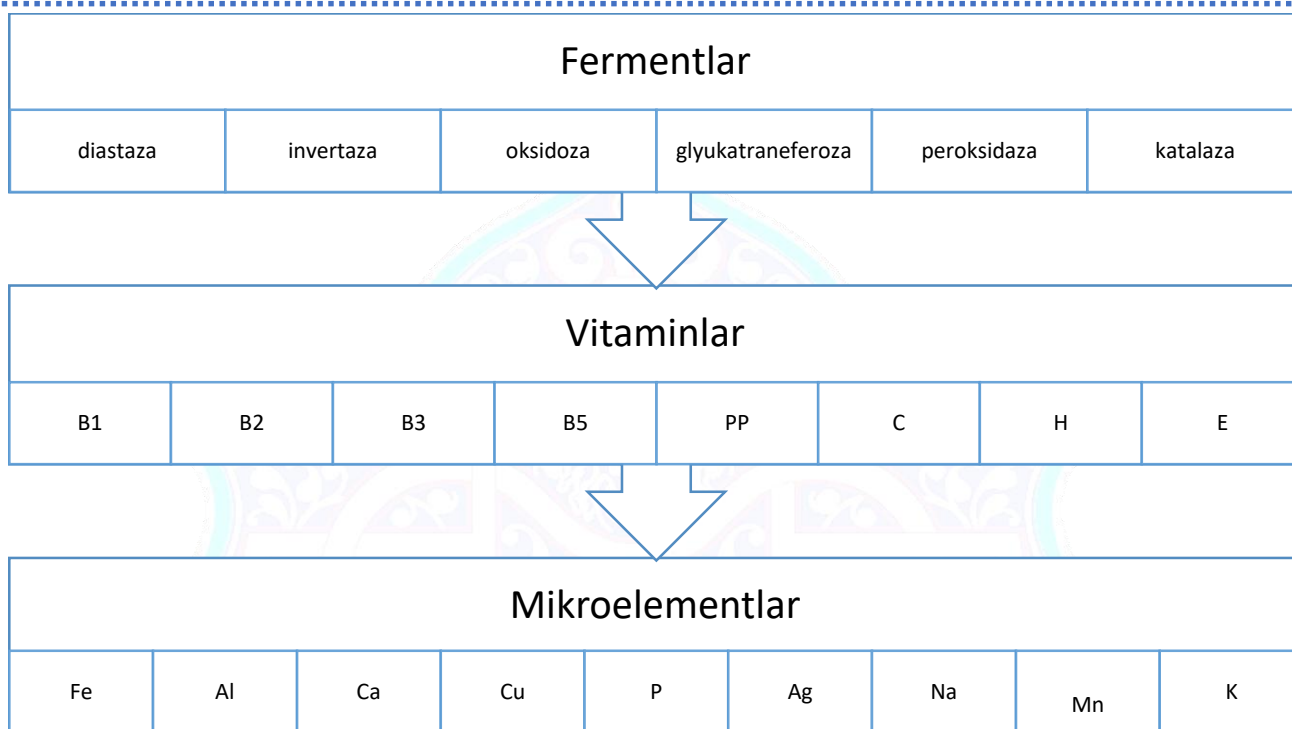 Fermentlar
diastaza invertaza oksidoza glyukatraneferoza peroksidaza katalaza
Vitaminlar
B1 B2 B3 B5 PP C H E
Mikroelementlar
Fe Al Ca Cu P Ag Na Mn K